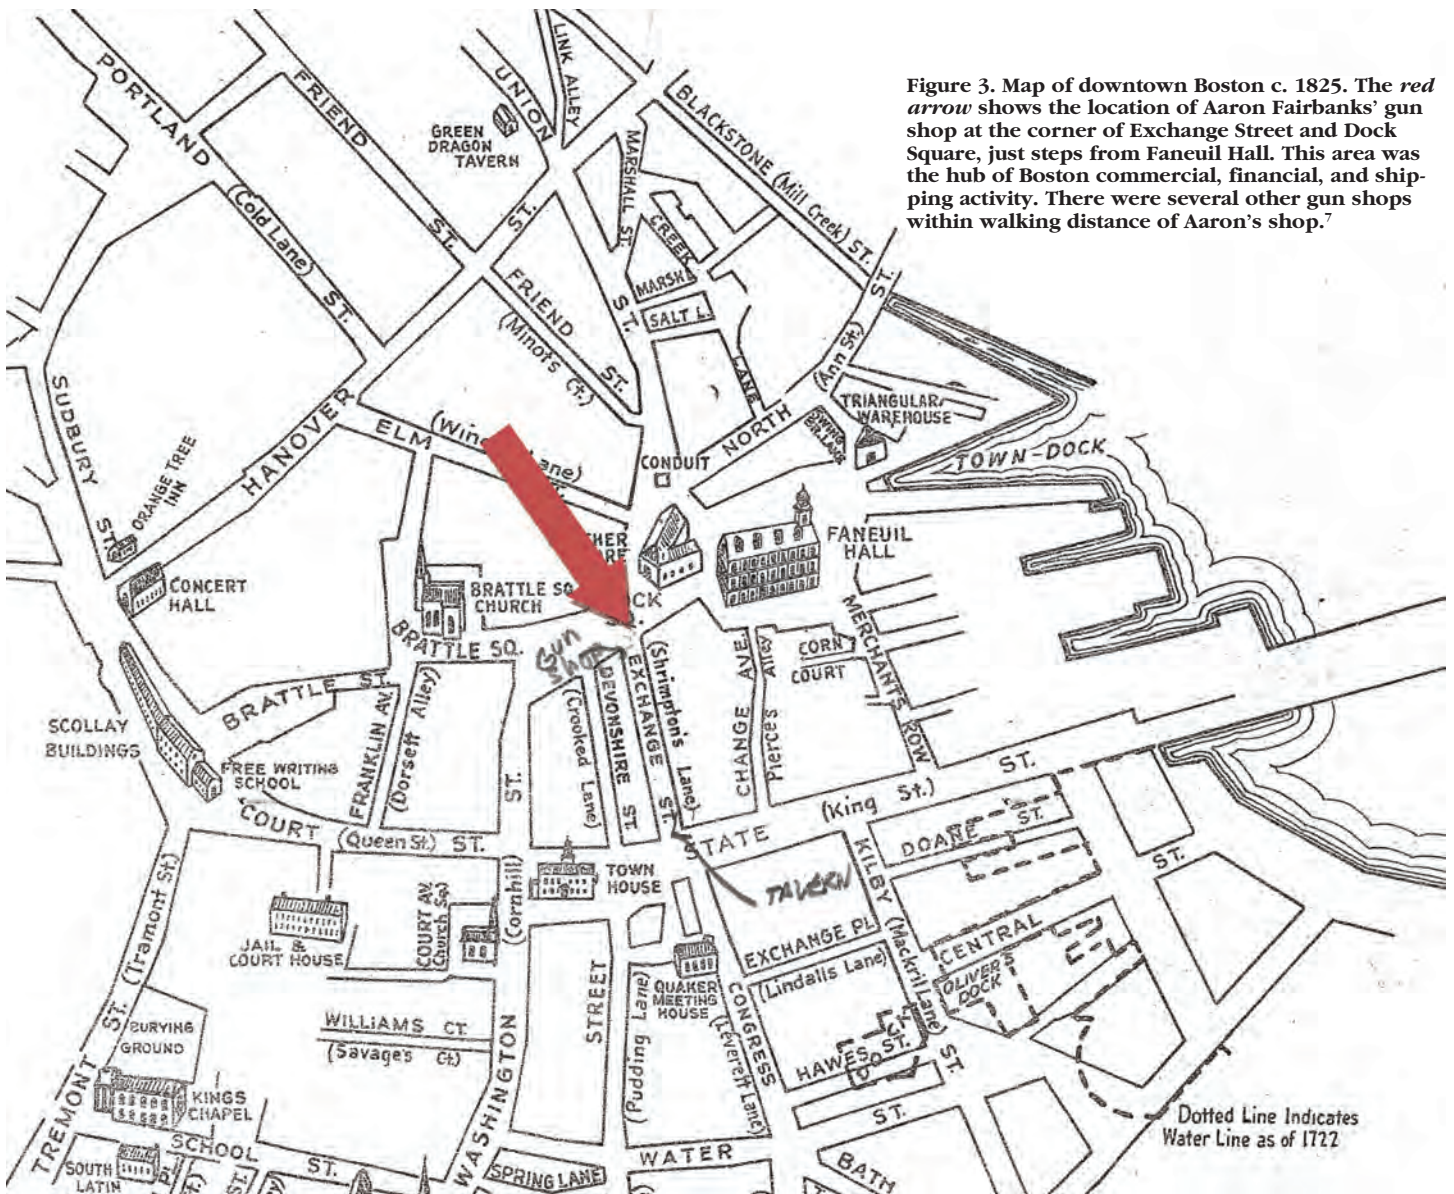 Figure 3. Map of downtown Boston c. 1825. The red
arrow shows the location of Aaron Fairbanks’ gun
shop at the corner of Exchange Street and Dock
Square, just steps from Faneuil Hall. This area was
the hub of Boston commercial, financial, and ship-
ping activity. There were several other gun shops
within walking distance of Aaron’s shop.7
PORTLAND
(Cold Lane)
ST.
FRIEND
ST.
UNION
ST.
LINK ALLEY
GREEN
DRAGON
TAVERN
MARSHALL ST.
BLACKSTONE (Mill Creek) ST.
CREEK
LANE
MARSHA
SALT L.
FRIEND
ST.
(Minots Ct.)
ST.
SUDBURY
ST.
ORANGE TREE
INN
HANOVER
ST.
ELM
CONDUIT
NORTH
(Ann St.)
ST.
TRIANGULAR
WAREHOUSE
TOWN-DOCK
FANEUIL
HALL
CONCERT
HALL
BRATTLE SQ
CHURCH
BRATTLE SQ.
BRATTLE ST.
CK
Gun
SCOLLAY
BUILDINGS
FREE WRITING
SCHOOL
FRANKLIN AV.
(Dorsett Alley)
(Crooked Lane)
DEVONSHIRE
ST.
EXCHANGE
ST.
(Shrimpton's
Lane)
CHANGE AVE
Pierce's Alley
CORN
COURT
MERCHANTS
ROW
COURT
(Queen St.) ST.
TATE
(King St.)
ST.
TOWN
HOUSE
TAVERN
KILBY (Mackril Lane) ST.
DOANE
ST.
ST.
JAIL &
COURT HOUSE
COURT AV.
(Church Sq.)
WASHINGTON
(Cornhill)
ST.
STREET
EXCHANGE PL.
(Lindalls Lane)
CENTRAL
OLIVER
DOCK
QUAKER
MEETING
HOUSE
(Pudding Lane)
CONGRESS
(Leverett Lane)
HAWES ST.
ST.
ST.
WILLIAMS CT.
(Savage's Ct.)
BURYING
GROUND
TREMONT ST. (Tramont St.)
KINGS
CHAPEL
SCHOOL
ST.
SOUTH
LATIN
SPRING LANE
WATER
BATH
Dotted Line Indicates
Water Line as of 1722